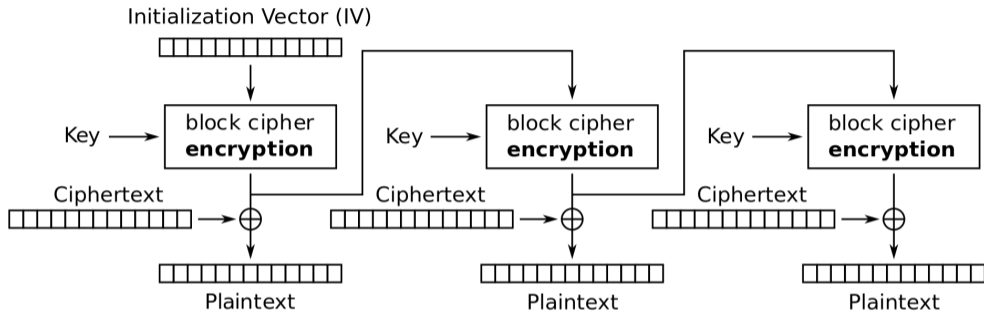 Initialization Vector (IV)
Key
block cipher
encryption
Key
block cipher
encryption
Key
block cipher
encryption
Ciphertext
Ciphertext
Ciphertext
Plaintext
Plaintext
Plaintext